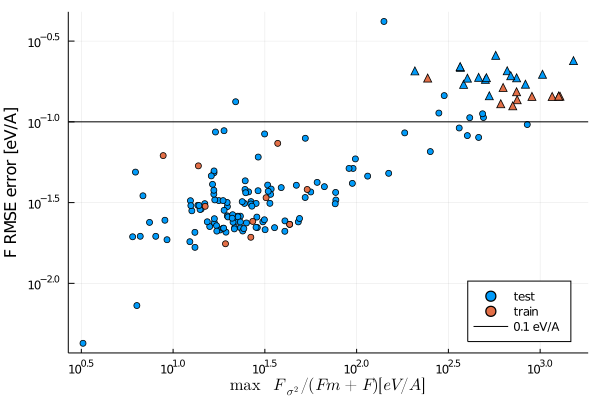 F RMSE error [eV/A]
10^−0.5
10^−1.0
10^−1.5
10^−2.0
test
train
0.1 eV/A
10^0.5 10^1.0 10^1.5 10^2.0 10^2.5 10^3.0
max F_σ²/(Fm + F)[eV/A]